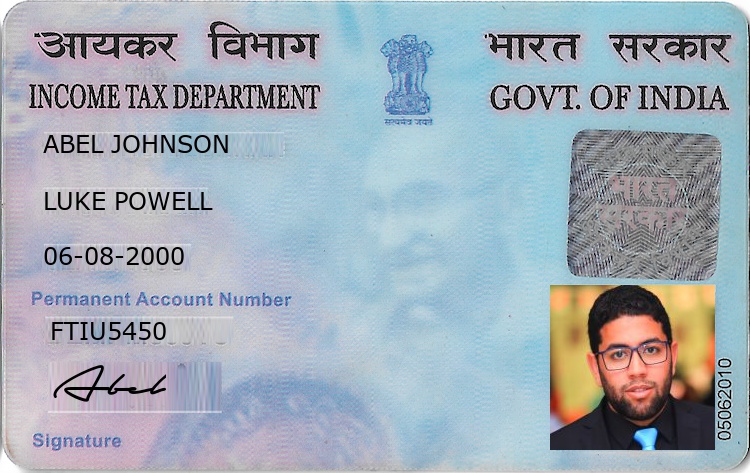 आयकर विभाग भारत सरकार
INCOME TAX DEPARTMENT GOVT. OF INDIA
सत्यमेव जयते
ABEL JOHNSON
भारत सरकार
LUKE POWELL
06-08-2000
Permanent Account Number
FTIU5450
Abel
Signature
05062010